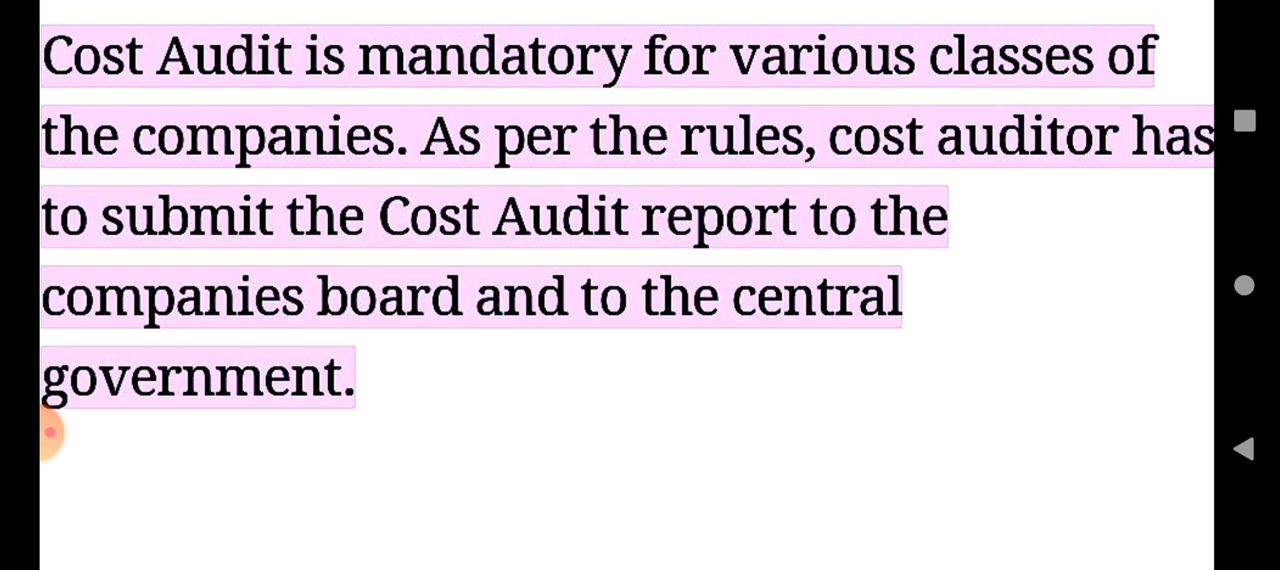 Cost Audit is mandatory for various classes of
the companies. As per the rules, cost auditor has
to submit the Cost Audit report to the
companies board and to the central
government.